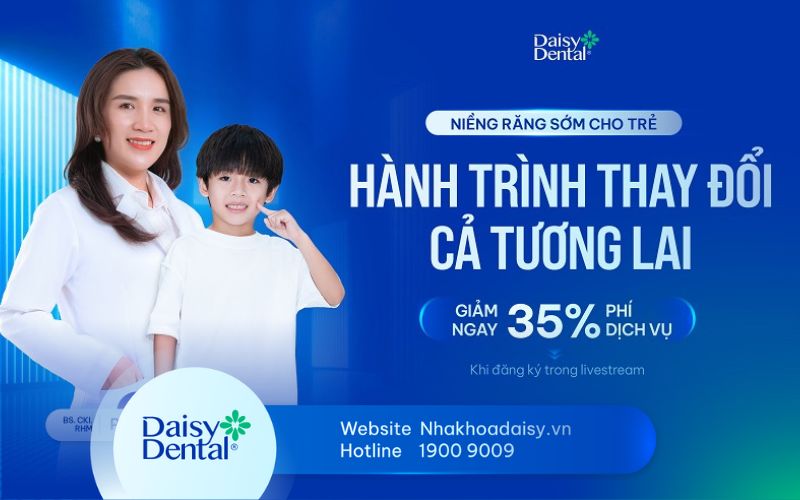 Daisy
Dental®
NIỀNG RĂNG SỚM CHO TRẺ
HÀNH TRÌNH THAY ĐỔI
CẢ TƯƠNG LAI
GIẢM NGAY 35% PHÍ DỊCH VỤ
Khi đăng ký trong livestream
BS. CKI.
RHM
Daisy
Dental®
Website Nhakhoadaisy.vn
Hotline 1900 9009